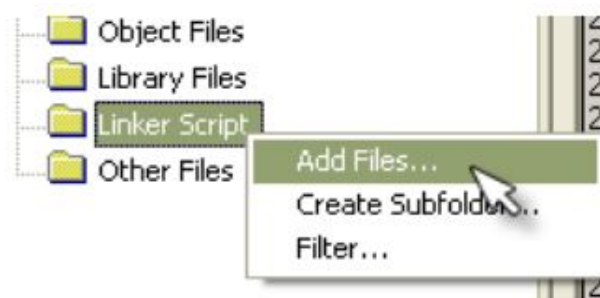 Object Files
Library Files
Linker Script
Other Files
Add Files...
Create Subfolder...
Filter...